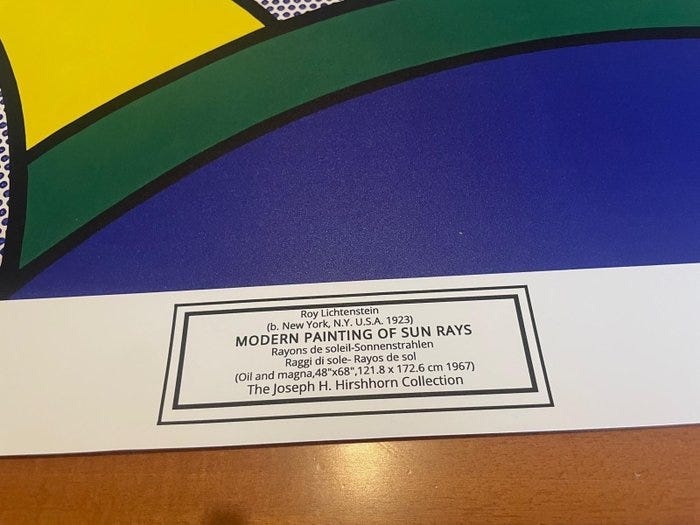 Roy Lichtenstein
(b. New York, N.Y. U.S.A. 1923)
MODERN PAINTING OF SUN RAYS
Rayons de soleil-Sonnenstrahlen
Raggi di sole- Rayos de sol
(Oil and magna,48"x68",121.8 x 172.6 cm 1967)
The Joseph H. Hirshhorn Collection